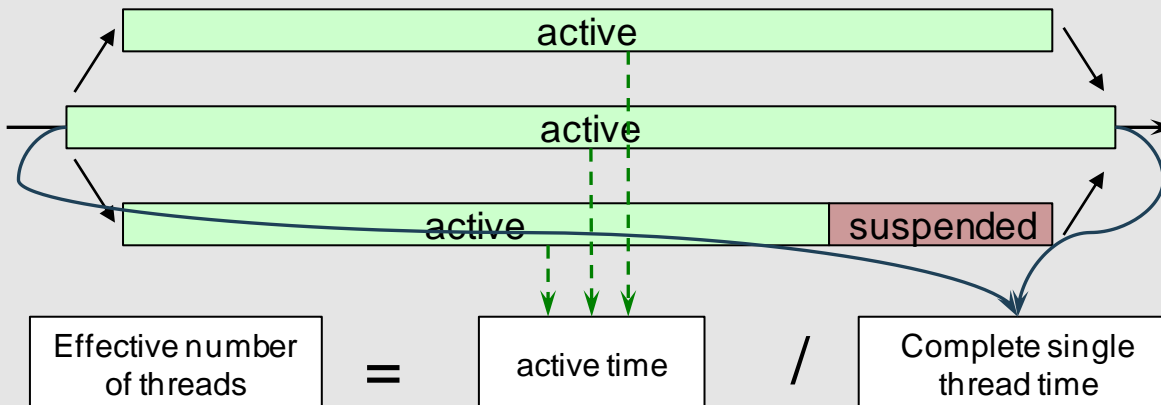 active
active
active suspended
Effective number
of threads
=
active time
/
Complete single
thread time